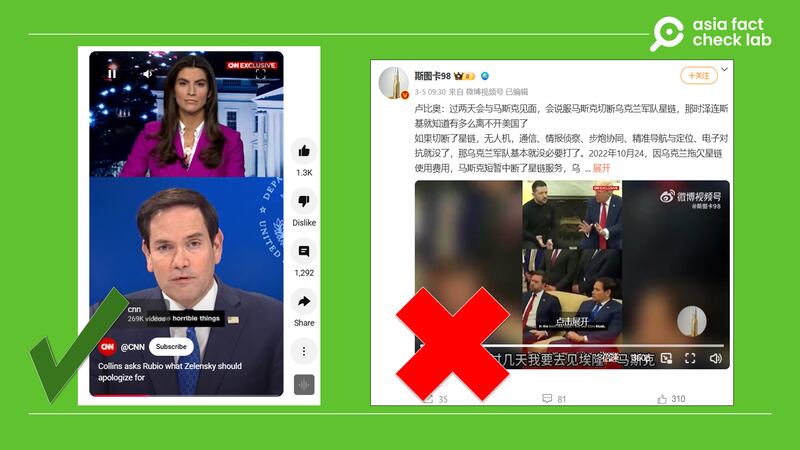 asia fact
check lab
CNN EXCLUSIVE
1.3K
Dislike
1,292
Share
cnn
269K videos
horrible things
CNN
@CNN
Subscribe
Collins asks Rubio what Zelensky should
apologize for
斯图卡98
+关注
3-5 09:30 来自 微博视频号 已编辑
卢比奥：过两天会与马斯克见面，会说服马斯克切断乌克兰军队星链，那时泽连斯
基就知道有多么离不开美国了
如果切断了星链，无人机，通信、情报侦察、步炮协同、精准导航与定位、电子对
抗就没了，那乌克兰军队基本就没必要打了。2022年10月24，因乌克兰拖欠星链
使用费用，马斯克短暂中断了星链服务，乌 ... 展开
EXCLUSIVE
微博视频号
@斯图卡98
点击展开
几天我要去见埃隆
马斯克
35
81
310